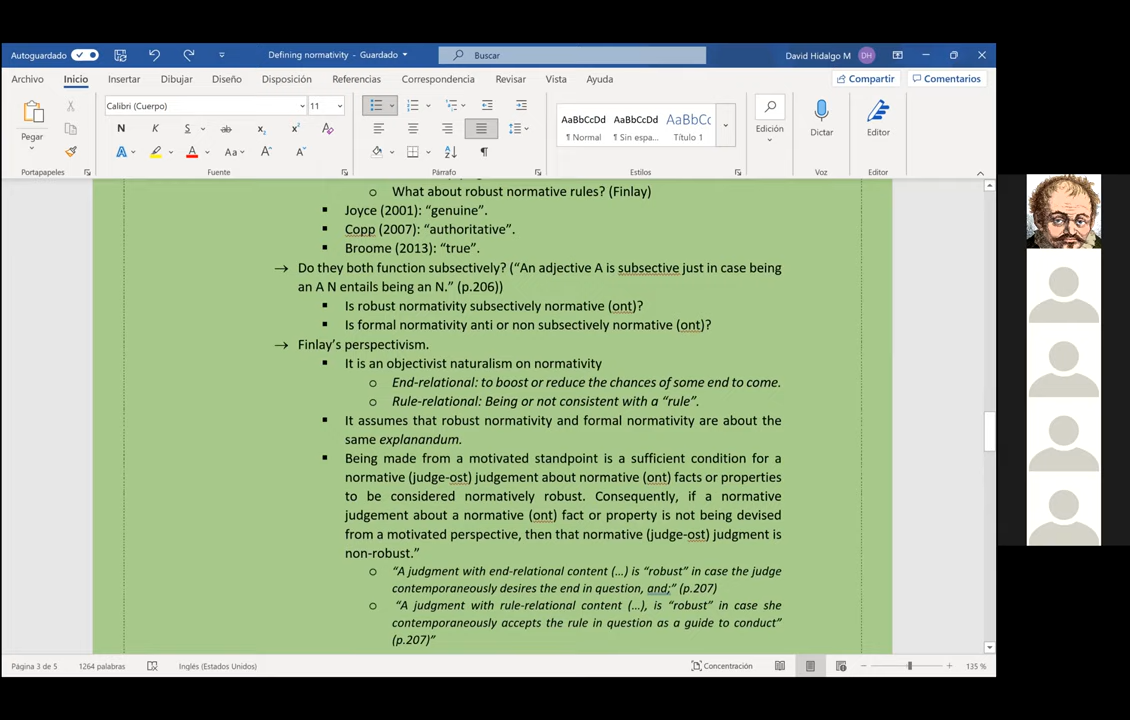 Autoguardado
Defining normativity - Guardado
Buscar
David Hidalgo M
DH
Archivo Inicio Insertar Dibujar Diseño Disposición Referencias Correspondencia Revisar Vista Ayuda
Compartir
Comentarios
Pegar
Calibri (Cuerpo) 11
N K S ab x₂ x²
A A Aa A A
AaBbCcDd AaBbCcDd AaBbCc
¶ Normal ¶ Sin espa... Título 1
Edición
Dictar
Editor
Portapapeles Fuente Párrafo Estilos Voz Editor
o What about robust normative rules? (Finlay)
▪ Joyce (2001): “genuine”.
▪ Copp (2007): “authoritative”.
▪ Broome (2013): “true”.
→ Do they both function subsectively? (“An adjective A is subsective just in case being
an A N entails being an N.” (p.206))
▪ Is robust normativity subsectively normative (ont)?
▪ Is formal normativity anti or non subsectively normative (ont)?
→ Finlay’s perspectivism.
▪ It is an objectivist naturalism on normativity
o End-relational: to boost or reduce the chances of some end to come.
o Rule-relational: Being or not consistent with a “rule”.
▪ It assumes that robust normativity and formal normativity are about the
same explanandum.
▪ Being made from a motivated standpoint is a sufficient condition for a
normative (judge-ost) judgement about normative (ont) facts or properties
to be considered normatively robust. Consequently, if a normative
judgement about a normative (ont) fact or property is not being devised
from a motivated perspective, then that normative (judge-ost) judgment is
non-robust.”
o “A judgment with end-relational content (…) is “robust” in case the judge
contemporaneously desires the end in question, and;” (p.207)
o “A judgment with rule-relational content (…), is “robust” in case she
contemporaneously accepts the rule in question as a guide to conduct”
(p.207)”
Página 3 de 5 1264 palabras Inglés (Estados Unidos) Concentración 135 %